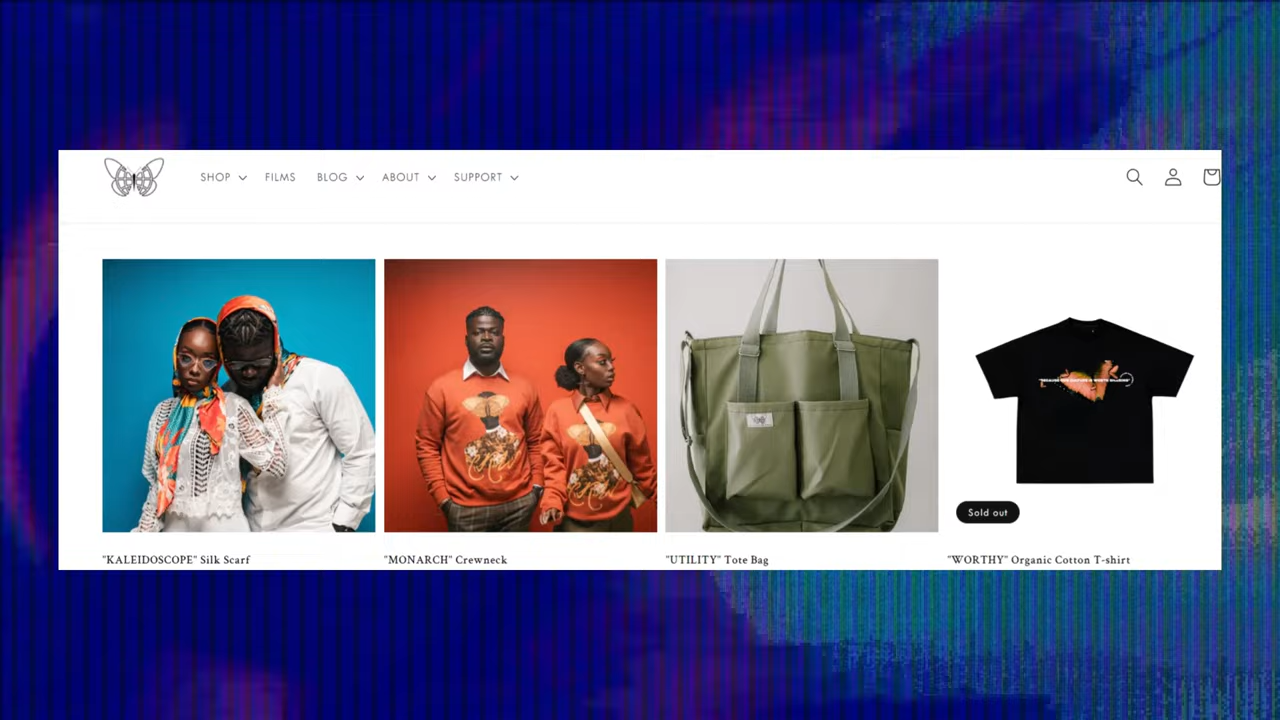 SHOP FILMS BLOG ABOUT SUPPORT
Sold out
"KALEIDOSCOPE" Silk Scarf "MONARCH" Crewneck "UTILITY" Tote Bag "WORTHY" Organic Cotton T-shirt